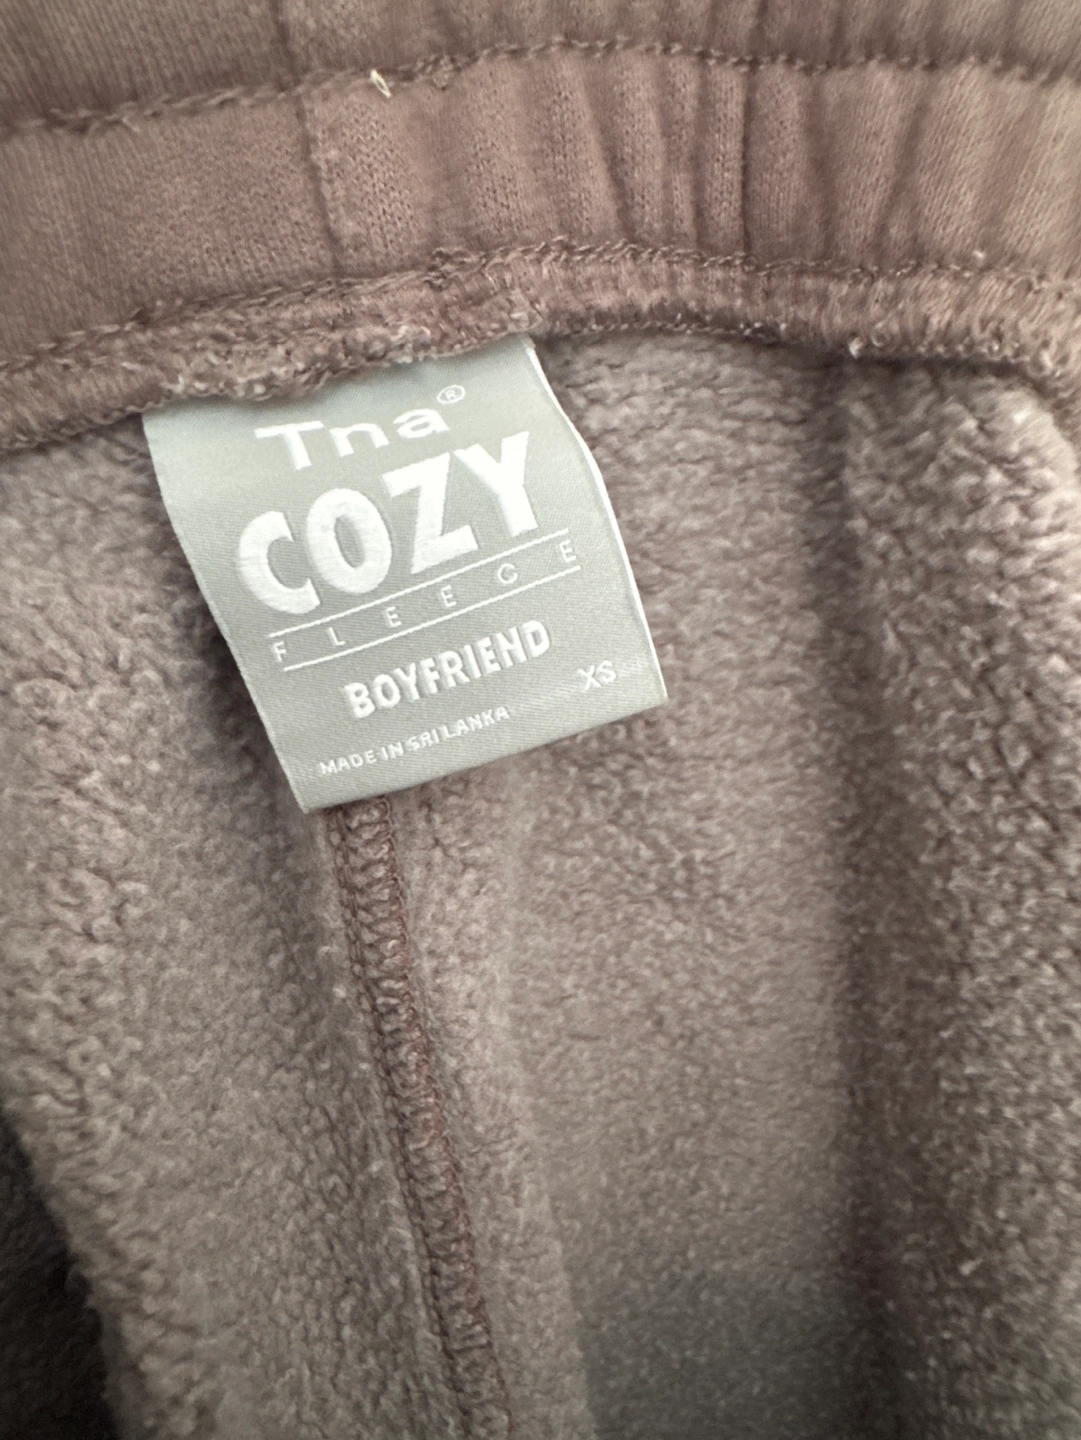 Tna®
COZY
FLEECE
BOYFRIEND
XS
MADE IN SRI LANKA